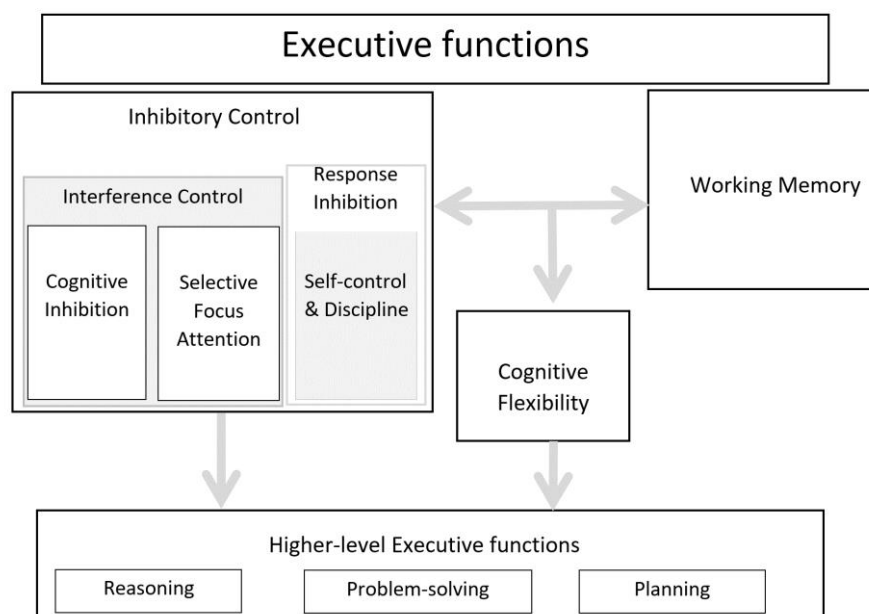 Executive functions
Inhibitory Control
Interference Control
Cognitive
Inhibition
Selective
Focus
Attention
Response
Inhibition
Self-control
& Discipline
Working Memory
Cognitive
Flexibility
Higher-level Executive functions
Reasoning
Problem-solving
Planning